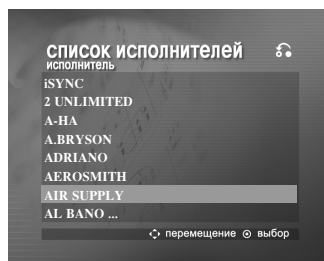 список исполнителей
исполнитель
iSYNC
2 UNLIMITED
A-HA
A.BRYSON
ADRIANO
AEROSMITH
AIR SUPPLY
AL BANO ...
перемещение выбор